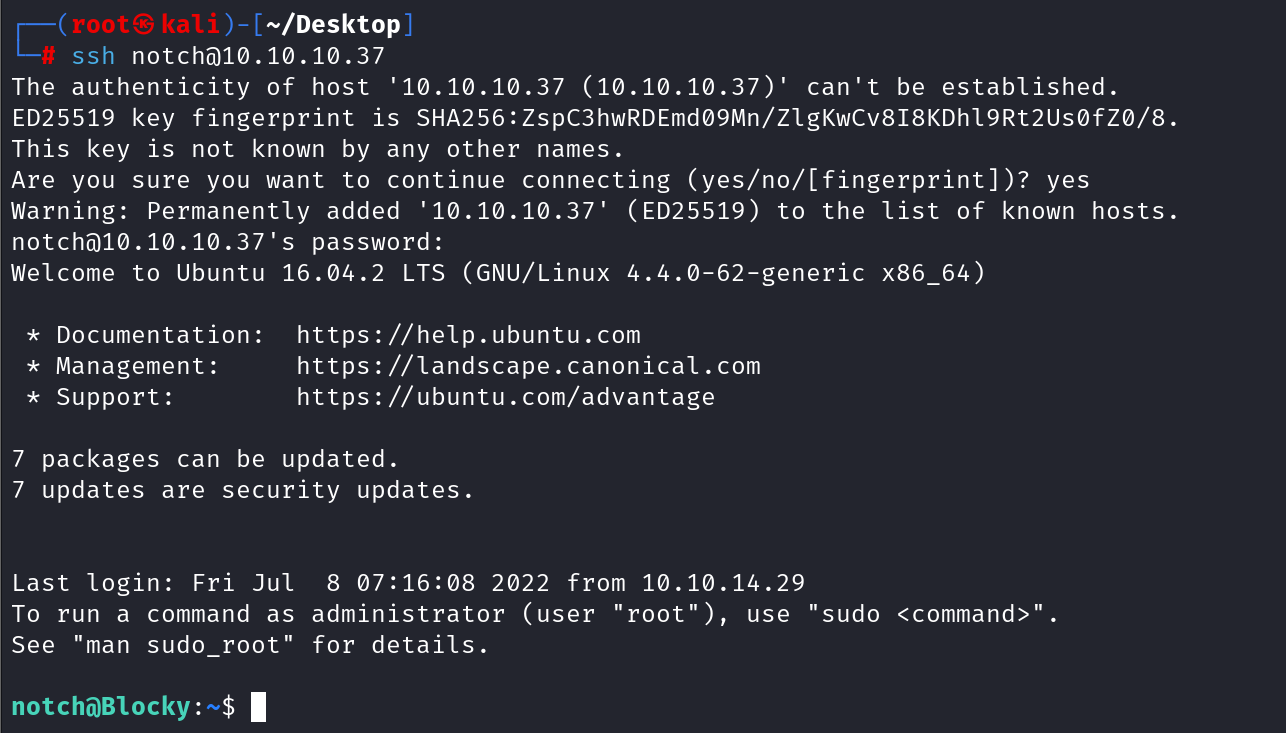 ┌──(root㉿kali)-[~/Desktop]
└─# ssh notch@10.10.10.37
The authenticity of host '10.10.10.37 (10.10.10.37)' can't be established.
ED25519 key fingerprint is SHA256:ZspC3hwRDEmd09Mn/ZlgKwCv8I8KDhl9Rt2Us0fZ0/8.
This key is not known by any other names.
Are you sure you want to continue connecting (yes/no/[fingerprint])? yes
Warning: Permanently added '10.10.10.37' (ED25519) to the list of known hosts.
notch@10.10.10.37's password:
Welcome to Ubuntu 16.04.2 LTS (GNU/Linux 4.4.0-62-generic x86_64)
* Documentation:  https://help.ubuntu.com
* Management:     https://landscape.canonical.com
* Support:        https://ubuntu.com/advantage
7 packages can be updated.
7 updates are security updates.
Last login: Fri Jul  8 07:16:08 2022 from 10.10.14.29
To run a command as administrator (user "root"), use "sudo <command>".
See "man sudo_root" for details.
notch@Blocky:~$